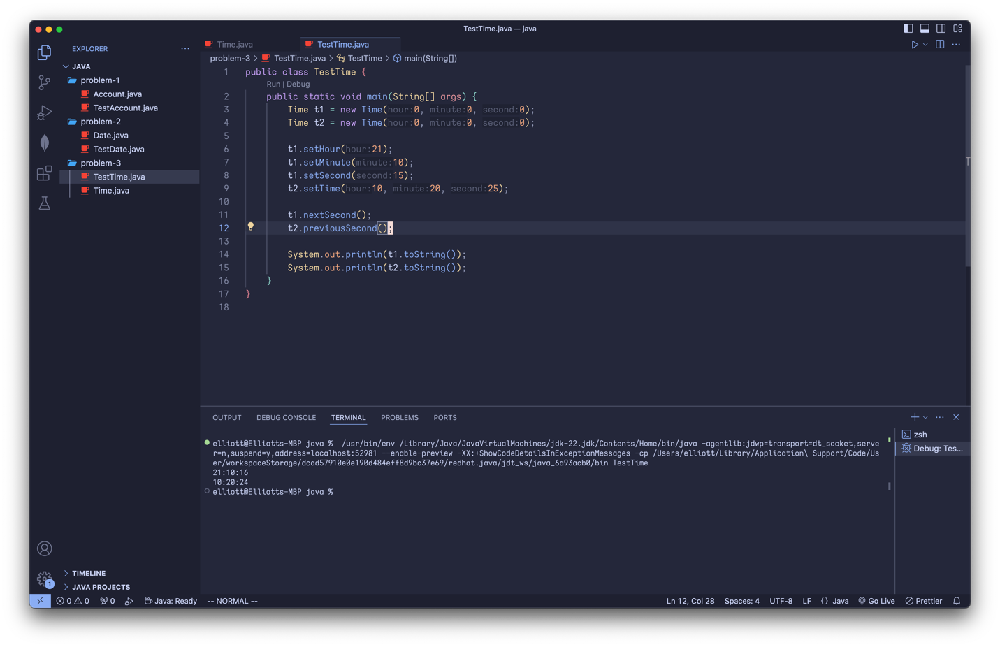 TestTime.java — java
EXPLORER
JAVA
problem-1
Account.java
TestAccount.java
problem-2
Date.java
TestDate.java
problem-3
TestTime.java
Time.java
TIMELINE
JAVA PROJECTS
Time.java
TestTime.java
problem-3 > TestTime.java > TestTime > main(String[])
1 public class TestTime {
Run | Debug
2 public static void main(String[] args) {
3 Time t1 = new Time(hour:0, minute:0, second:0);
4 Time t2 = new Time(hour:0, minute:0, second:0);
5
6 t1.setHour(hour:21);
7 t1.setMinute(minute:10);
8 t1.setSecond(second:15);
9 t2.setTime(hour:10, minute:20, second:25);
10
11 t1.nextSecond();
12 t2.previousSecond();
13
14 System.out.println(t1.toString());
15 System.out.println(t2.toString());
16 }
17 }
18
OUTPUT DEBUG CONSOLE TERMINAL PROBLEMS PORTS
elliott@Elliotts-MBP java % /usr/bin/env /Library/Java/JavaVirtualMachines/jdk-22.jdk/Contents/Home/bin/java -agentlib:jdwp=transport=dt_socket,serve
r=n,suspend=y,address=localhost:52981 --enable-preview -XX:+ShowCodeDetailsInExceptionMessages -cp /Users/elliott/Library/Application\ Support/Code/Us
er/workspaceStorage/dcad57910e0e190d484eff8d9bc37e69/redhat.java/jdt_ws/java_6a93acb0/bin TestTime
21:10:16
10:20:24
elliott@Elliotts-MBP java %
zsh
Debug: Tes...
1
0 0 0 Java: Ready -- NORMAL -- Ln 12, Col 28 Spaces: 4 UTF-8 LF {} Java Go Live Prettier